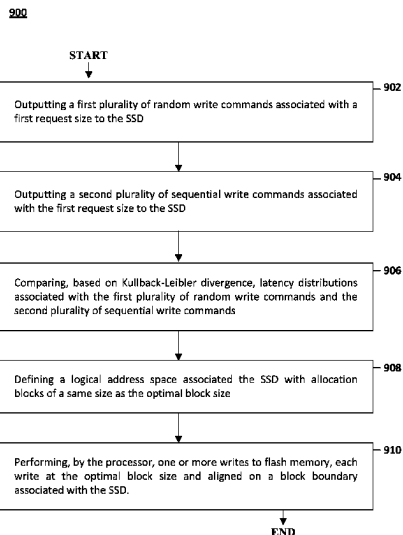 900
START
902
Outputting a first plurality of random write commands associated with a
first request size to the SSD
904
Outputting a second plurality of sequential write commands associated
with the first request size to the SSD
906
Comparing, based on Kullback-Leibler divergence, latency distributions
associated with the first plurality of random write commands and the
second plurality of sequential write commands
908
Defining a logical address space associated the SSD with allocation
blocks of a same size as the optimal block size
910
Performing, by the processor, one or more writes to flash memory, each
write at the optimal block size and aligned on a block boundary
associated with the SSD.
END